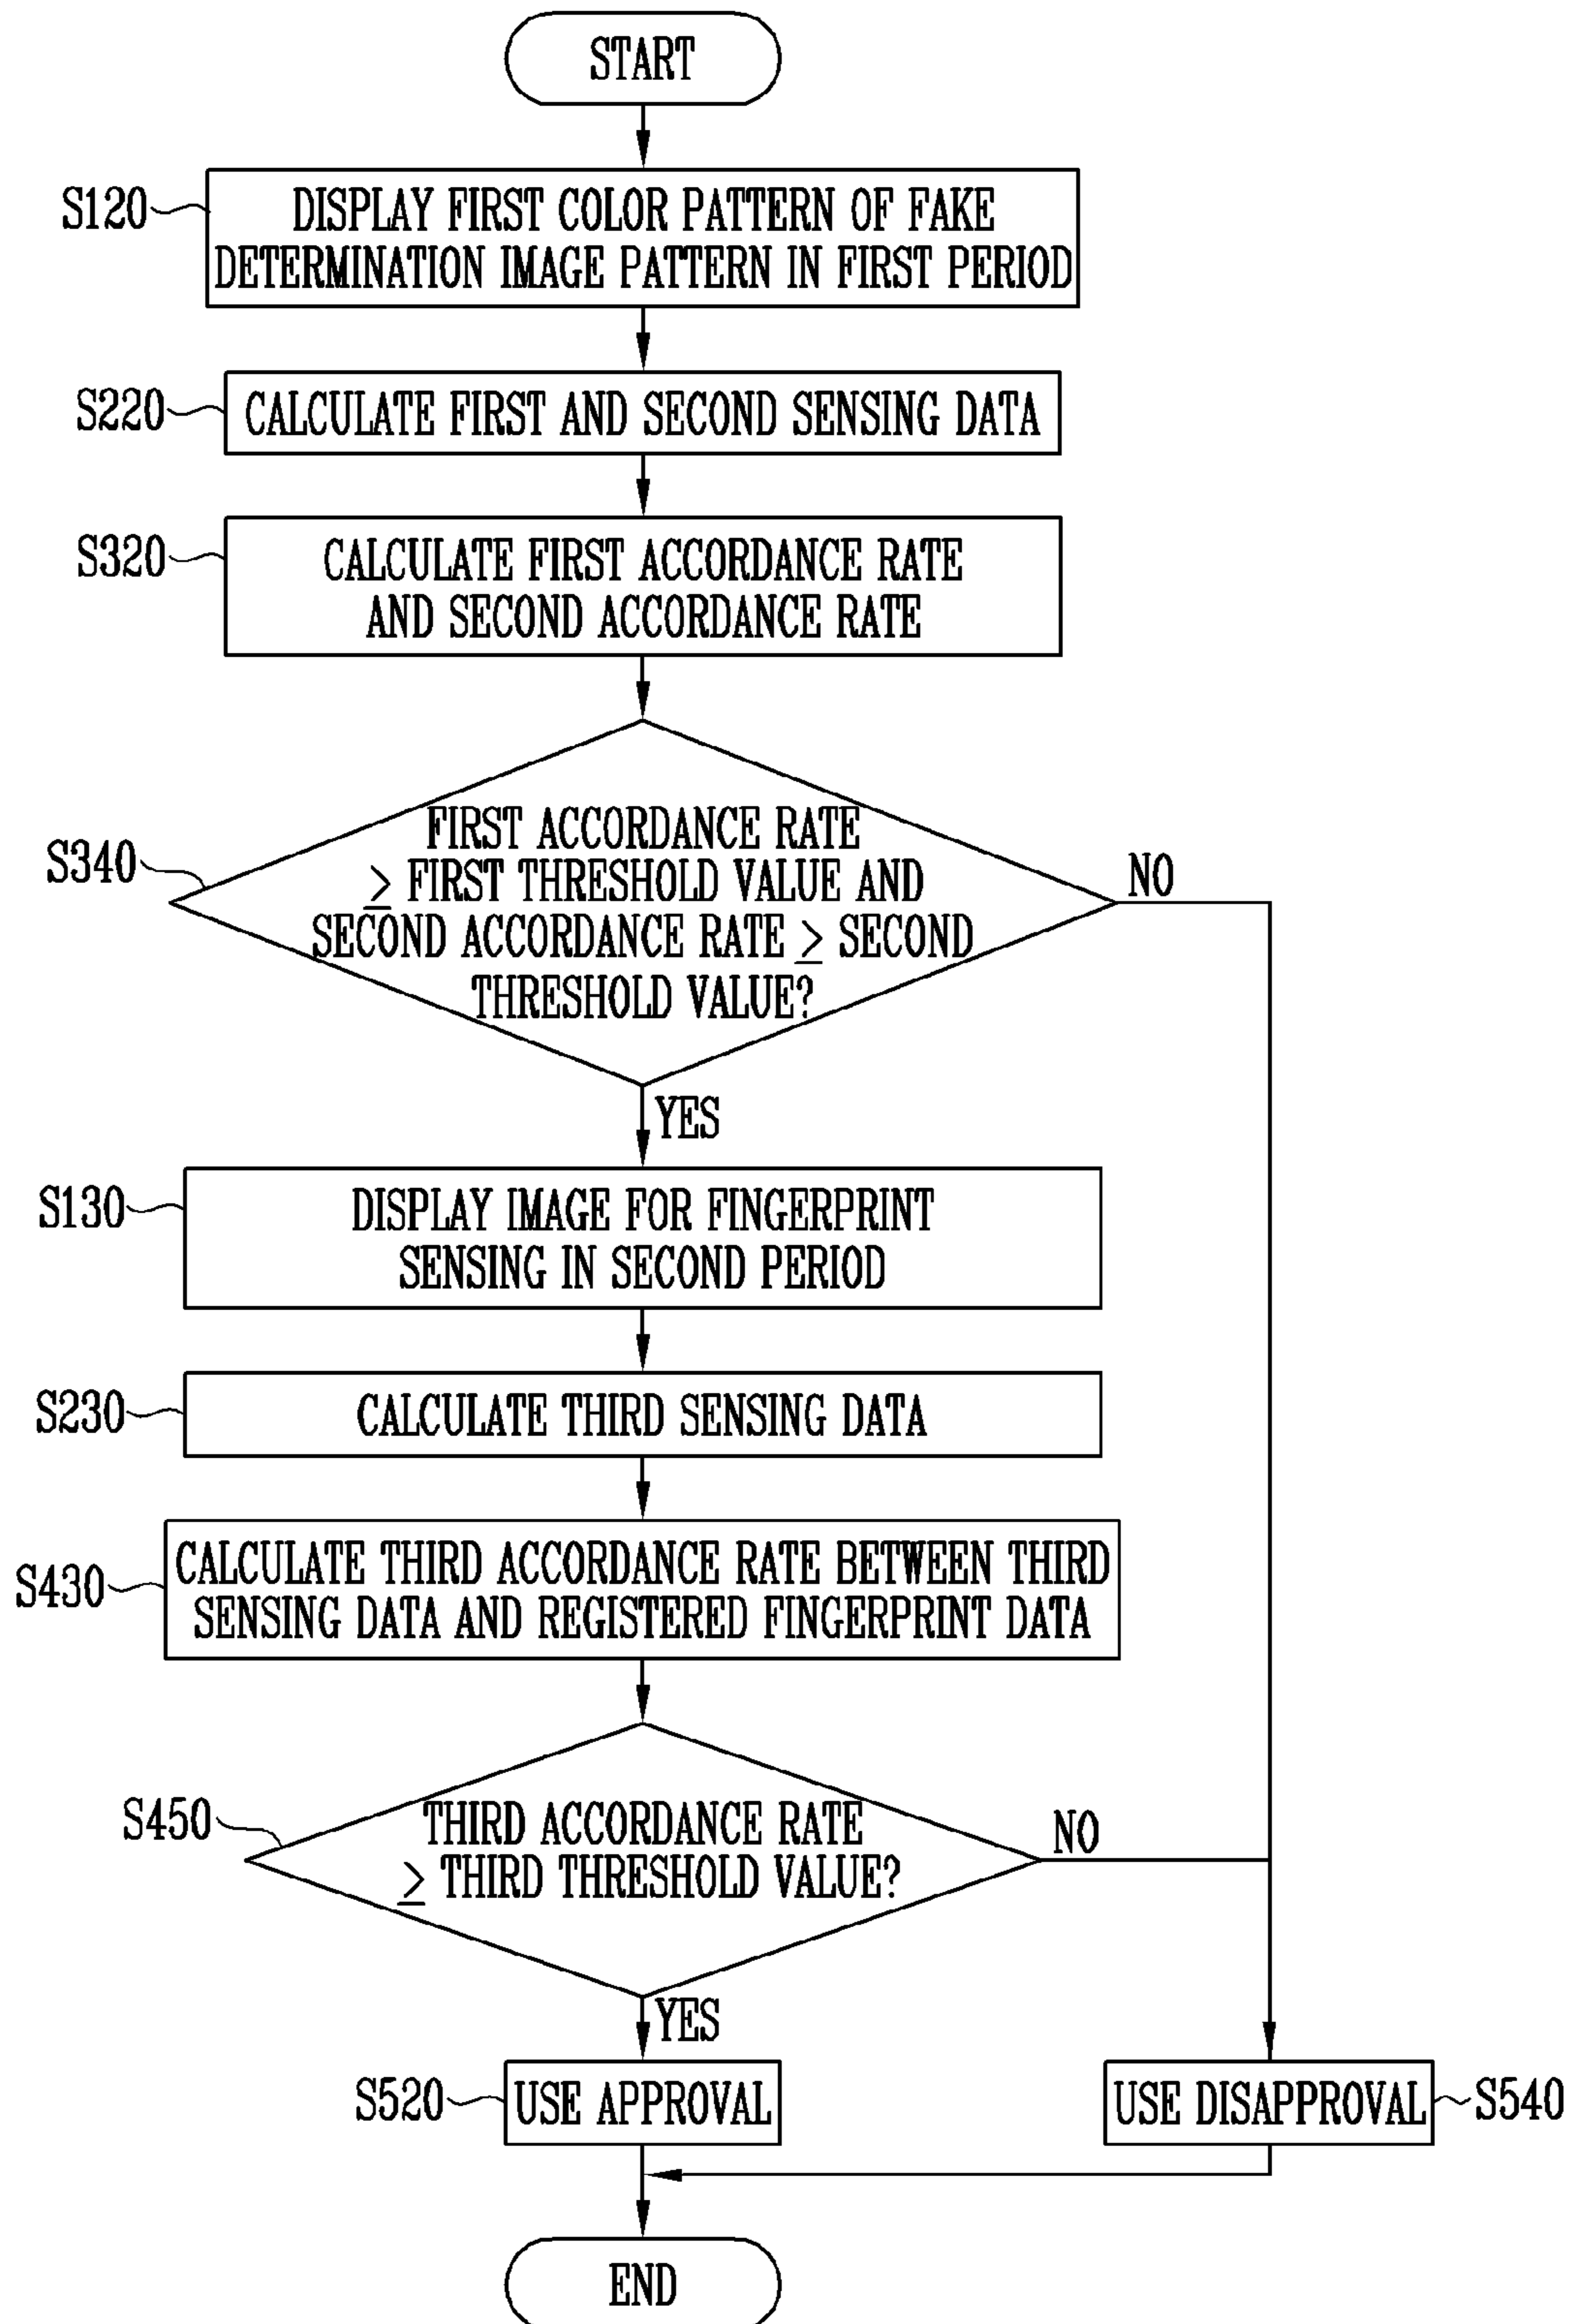 START
S120
DISPLAY FIRST COLOR PATTERN OF FAKE
DETERMINATION IMAGE PATTERN IN FIRST PERIOD
S220
CALCULATE FIRST AND SECOND SENSING DATA
S320
CALCULATE FIRST ACCORDANCE RATE
AND SECOND ACCORDANCE RATE
S340
FIRST ACCORDANCE RATE
≥ FIRST THRESHOLD VALUE AND
SECOND ACCORDANCE RATE ≥ SECOND
THRESHOLD VALUE?
NO
YES
S130
DISPLAY IMAGE FOR FINGERPRINT
SENSING IN SECOND PERIOD
S230
CALCULATE THIRD SENSING DATA
S430
CALCULATE THIRD ACCORDANCE RATE BETWEEN THIRD
SENSING DATA AND REGISTERED FINGERPRINT DATA
S450
THIRD ACCORDANCE RATE
≥ THIRD THRESHOLD VALUE?
NO
YES
S520
USE APPROVAL
USE DISAPPROVAL
S540
END